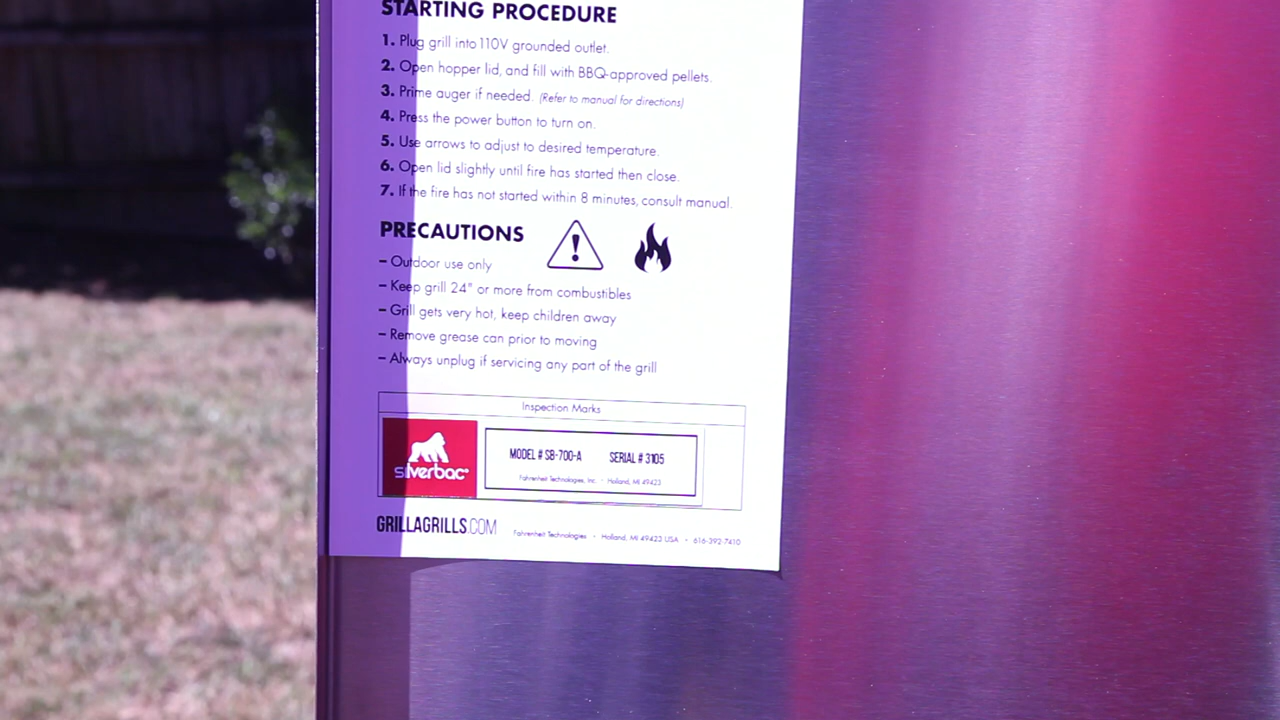 STARTING PROCEDURE
1. Plug grill into 110V grounded outlet.
2. Open hopper lid, and fill with BBQ-approved pellets.
3. Prime auger if needed. (Refer to manual for directions)
4. Press the power button to turn on.
5. Use arrows to adjust to desired temperature.
6. Open lid slightly until fire has started then close.
7. If the fire has not started within 8 minutes, consult manual.
PRECAUTIONS
– Outdoor use only
– Keep grill 24" or more from combustibles
– Grill gets very hot, keep children away
– Remove grease can prior to moving
– Always unplug if servicing any part of the grill
Inspection Marks
silverbac
MODEL # SB-700-A SERIAL # 3105
Fahrenheit Technologies, Inc. • Holland, MI 49423
GRILLAGRILLS.COM Fahrenheit Technologies • Holland, MI 49423 USA • 616-392-7410